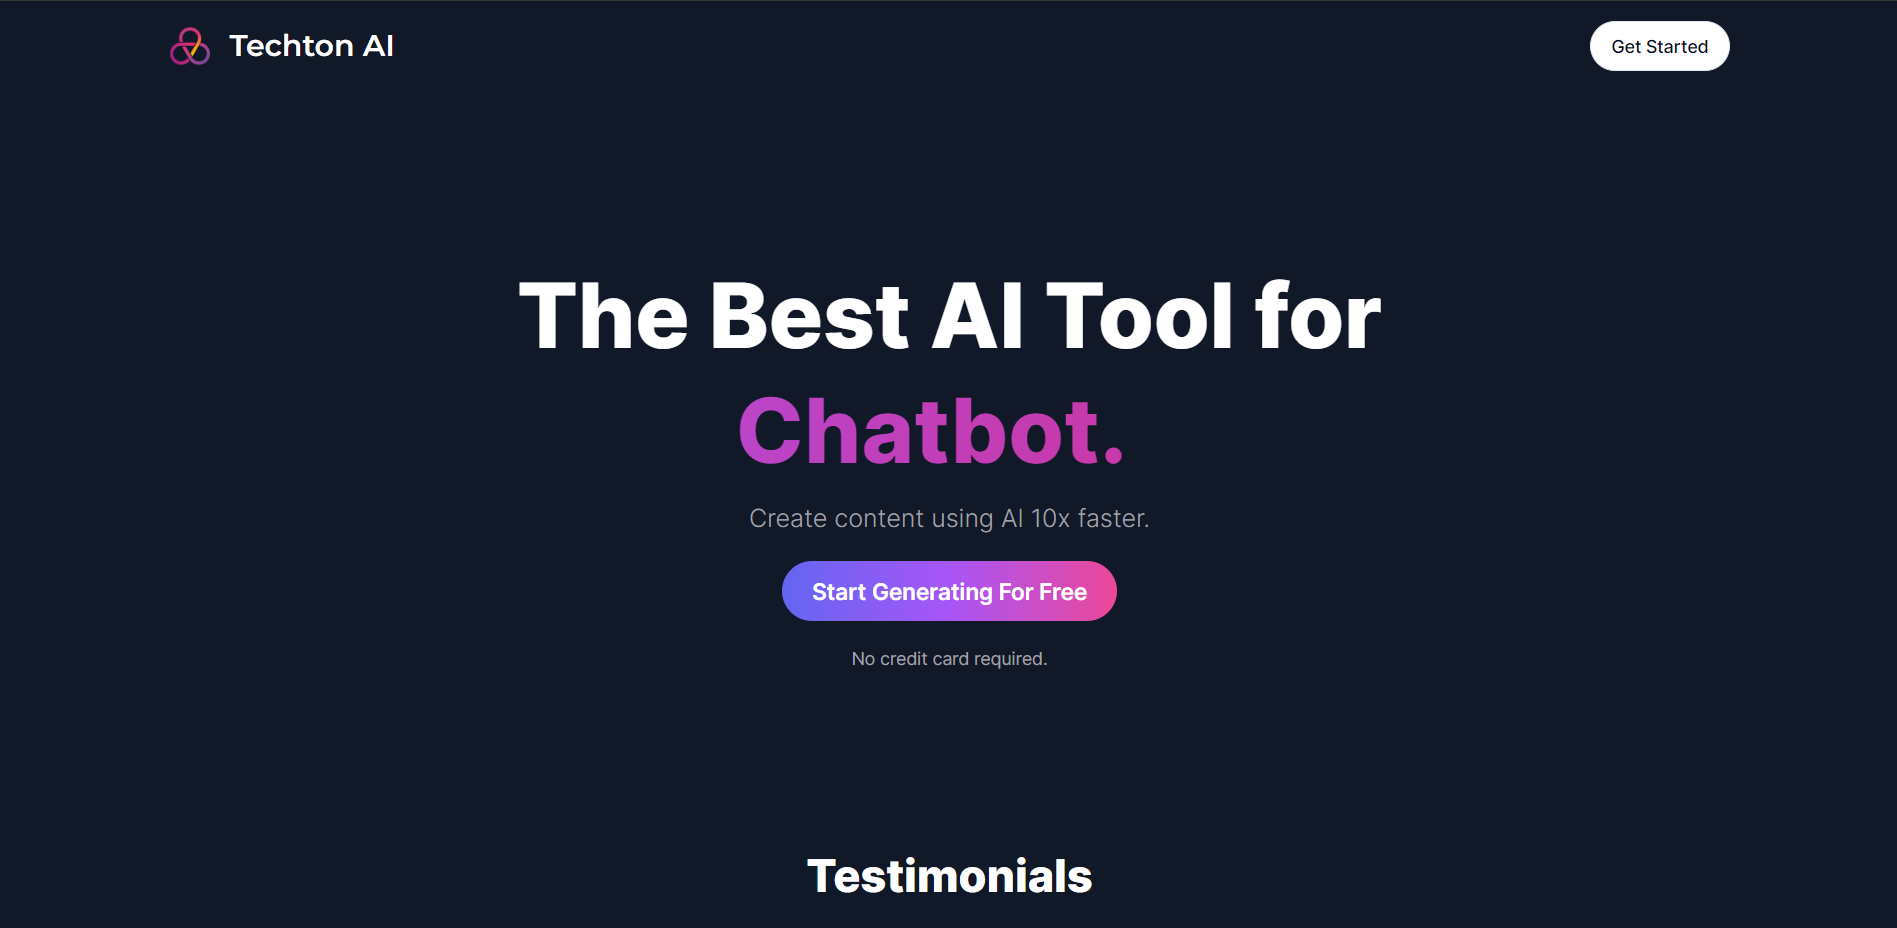 Techton AI
Get Started
The Best AI Tool for
Chatbot.
Create content using AI 10x faster.
Start Generating For Free
No credit card required.
Testimonials